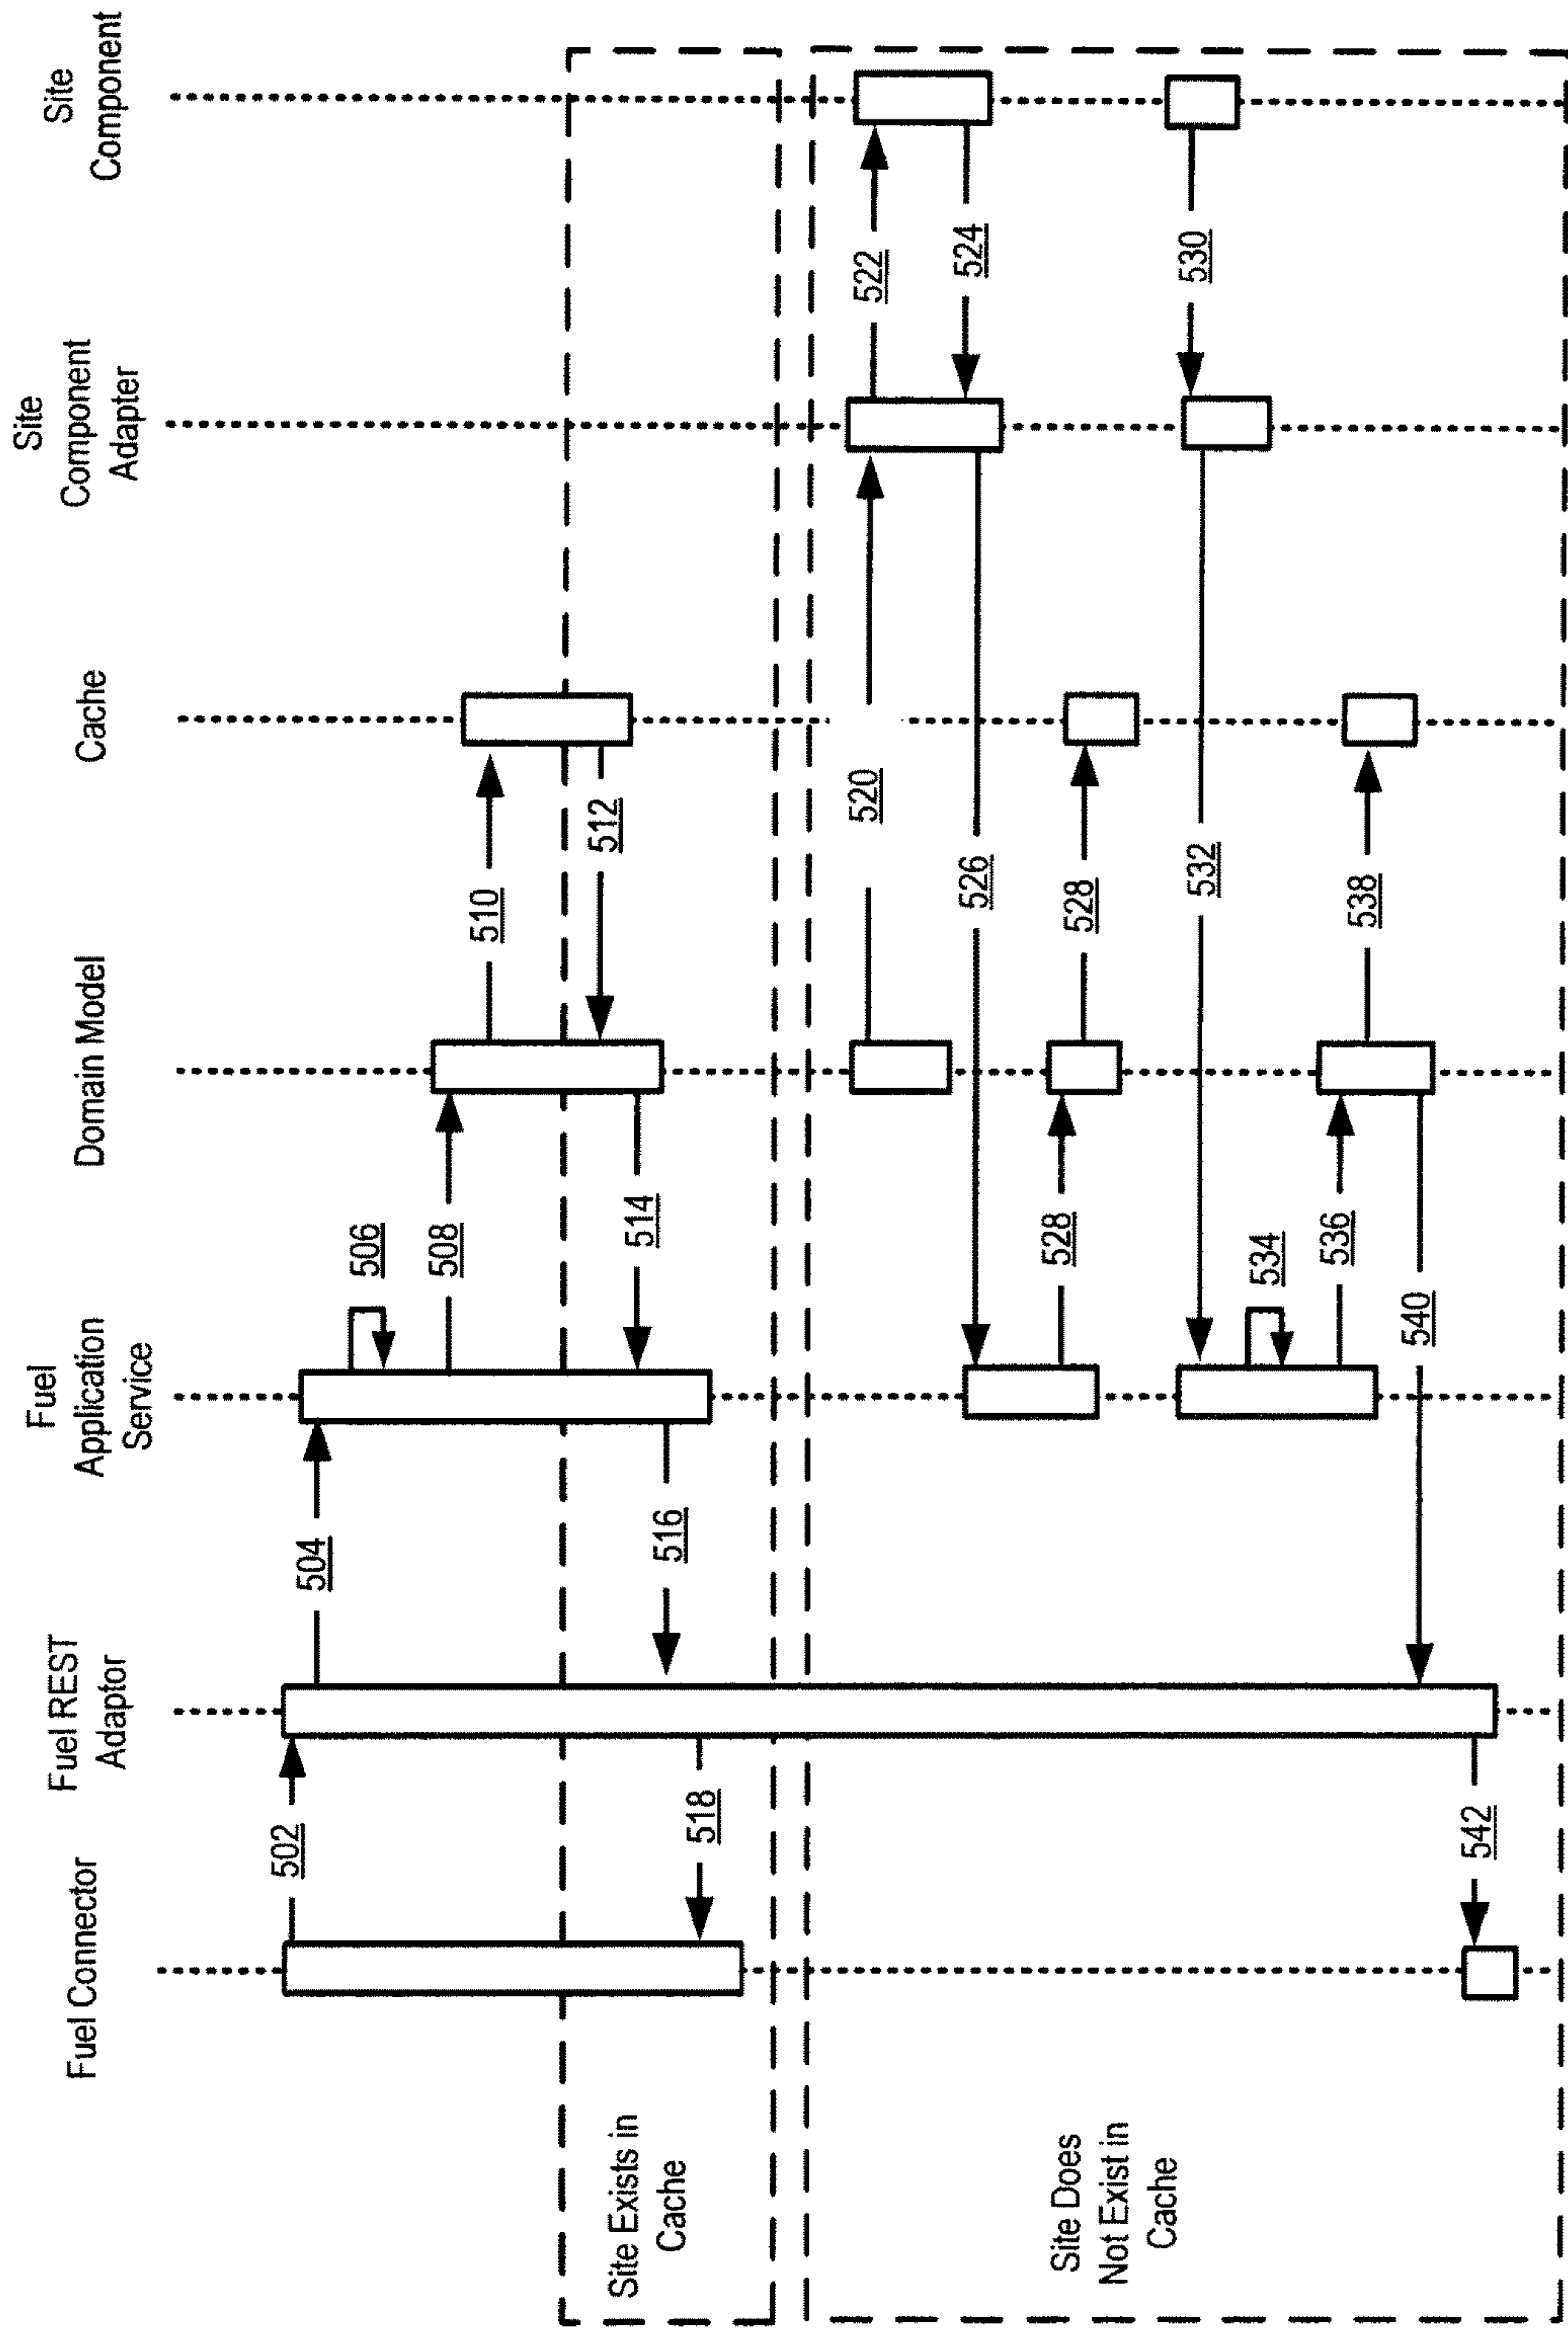 Fuel Connector
Fuel REST
Adaptor
Fuel
Application
Service
Domain Model
Cache
Site
Component
Adapter
Site
Component
502
504
506
508
510
Site Exists in
Cache
512
514
516
518
Site Does
Not Exist in
Cache
520
522
524
526
528
528
530
532
534
536
538
540
542